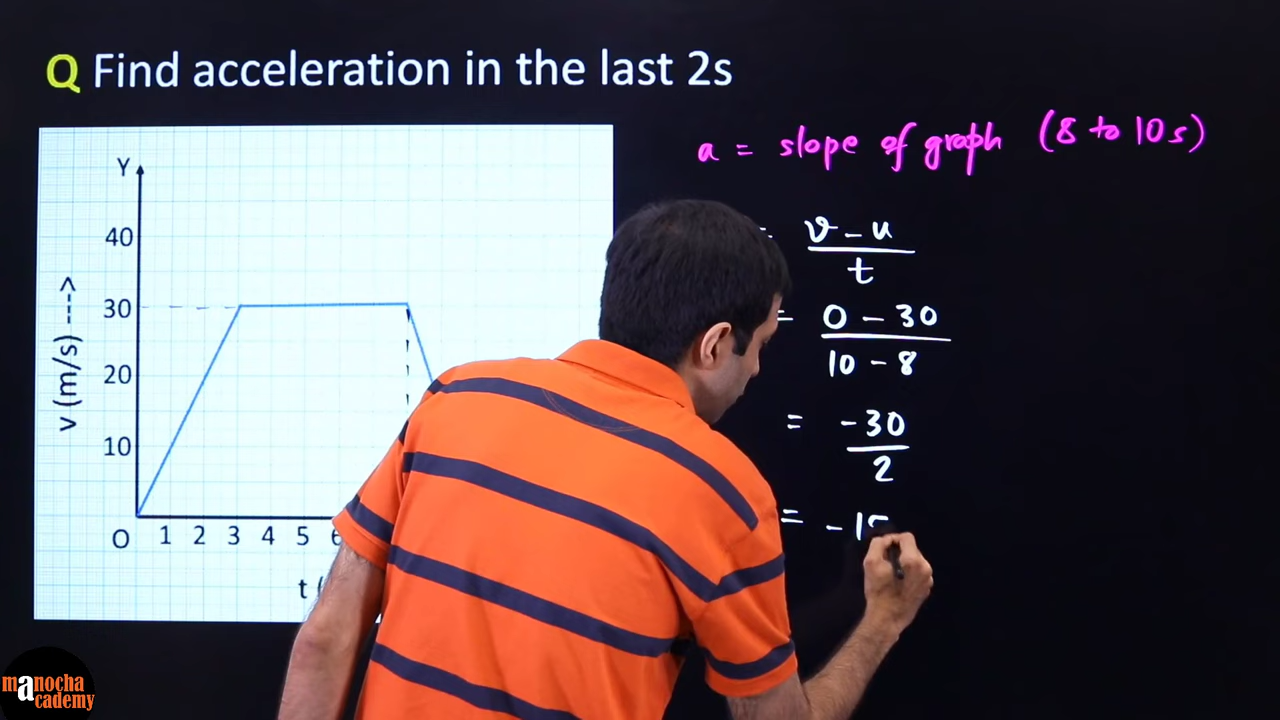 Q Find acceleration in the last 2s
a = slope of graph (8 to 10s)
= v - u
t
= 0 - 30
10 - 8
= -30
2
= -15
Y
40
30
20
10
O 1 2 3 4 5
v (m/s) --->
t
manocha
academy